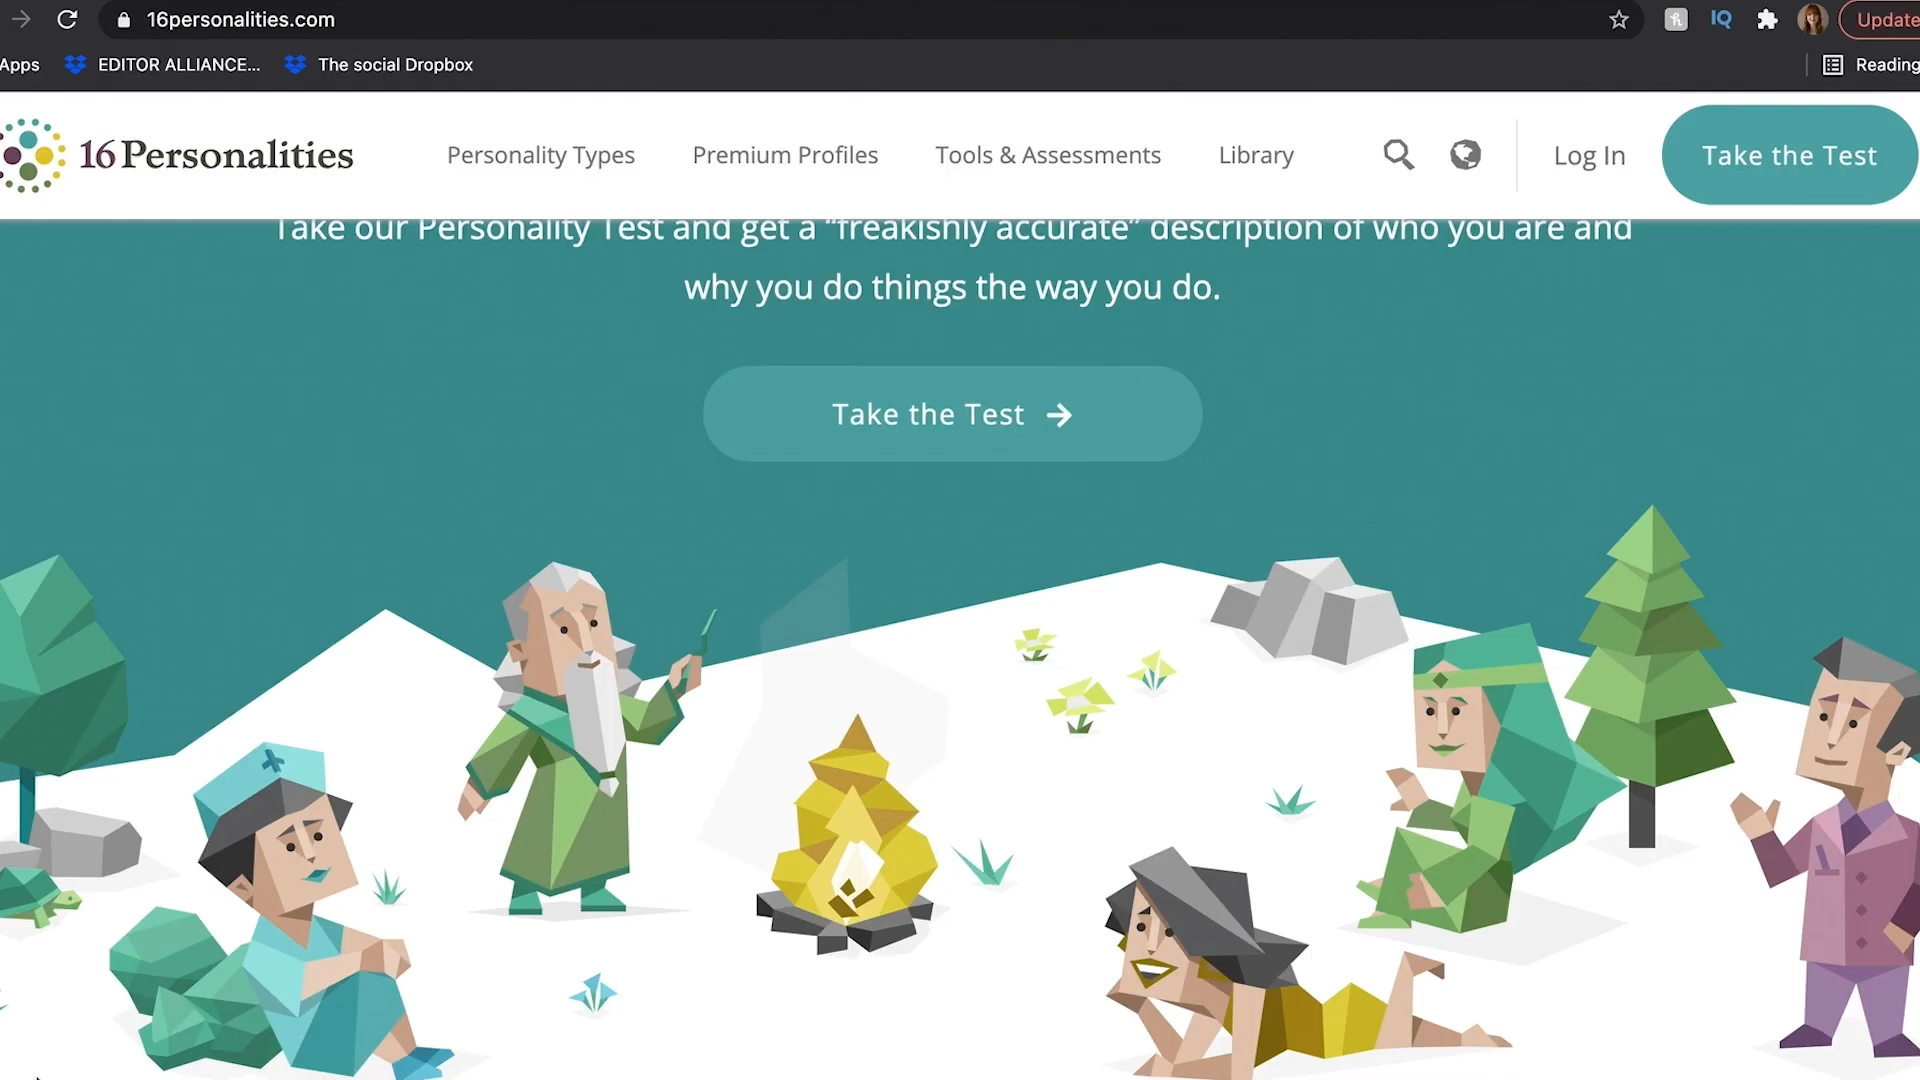 16personalities.com
Update
Apps
EDITOR ALLIANCE...
The social Dropbox
Reading
16Personalities
Personality Types
Premium Profiles
Tools & Assessments
Library
Log In
Take the Test
Take our Personality Test and get a “freakishly accurate” description of who you are and
why you do things the way you do.
Take the Test →
IQ
h